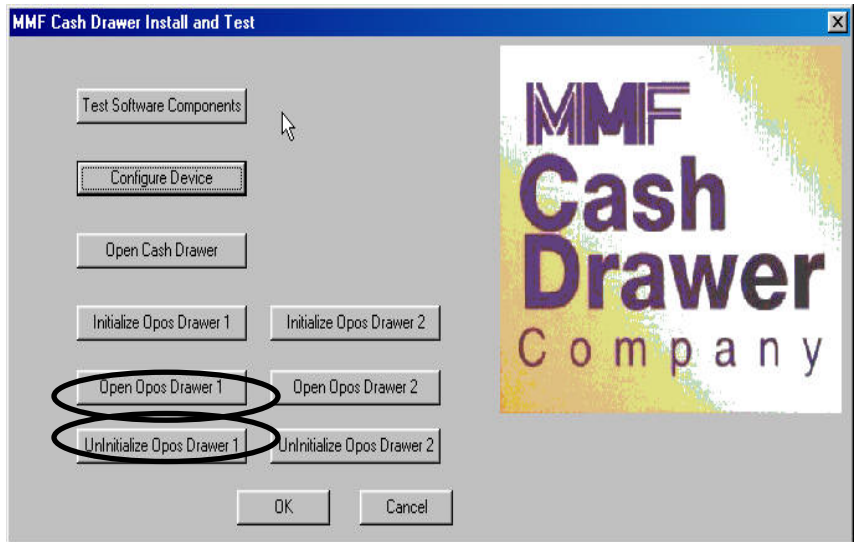 MMF Cash Drawer Install and Test
Test Software Components
Configure Device
Open Cash Drawer
Initialize Opos Drawer 1
Initialize Opos Drawer 2
Open Opos Drawer 1
Open Opos Drawer 2
UnInitialize Opos Drawer 1
UnInitialize Opos Drawer 2
OK
Cancel
MMF
Cash
Drawer
Company